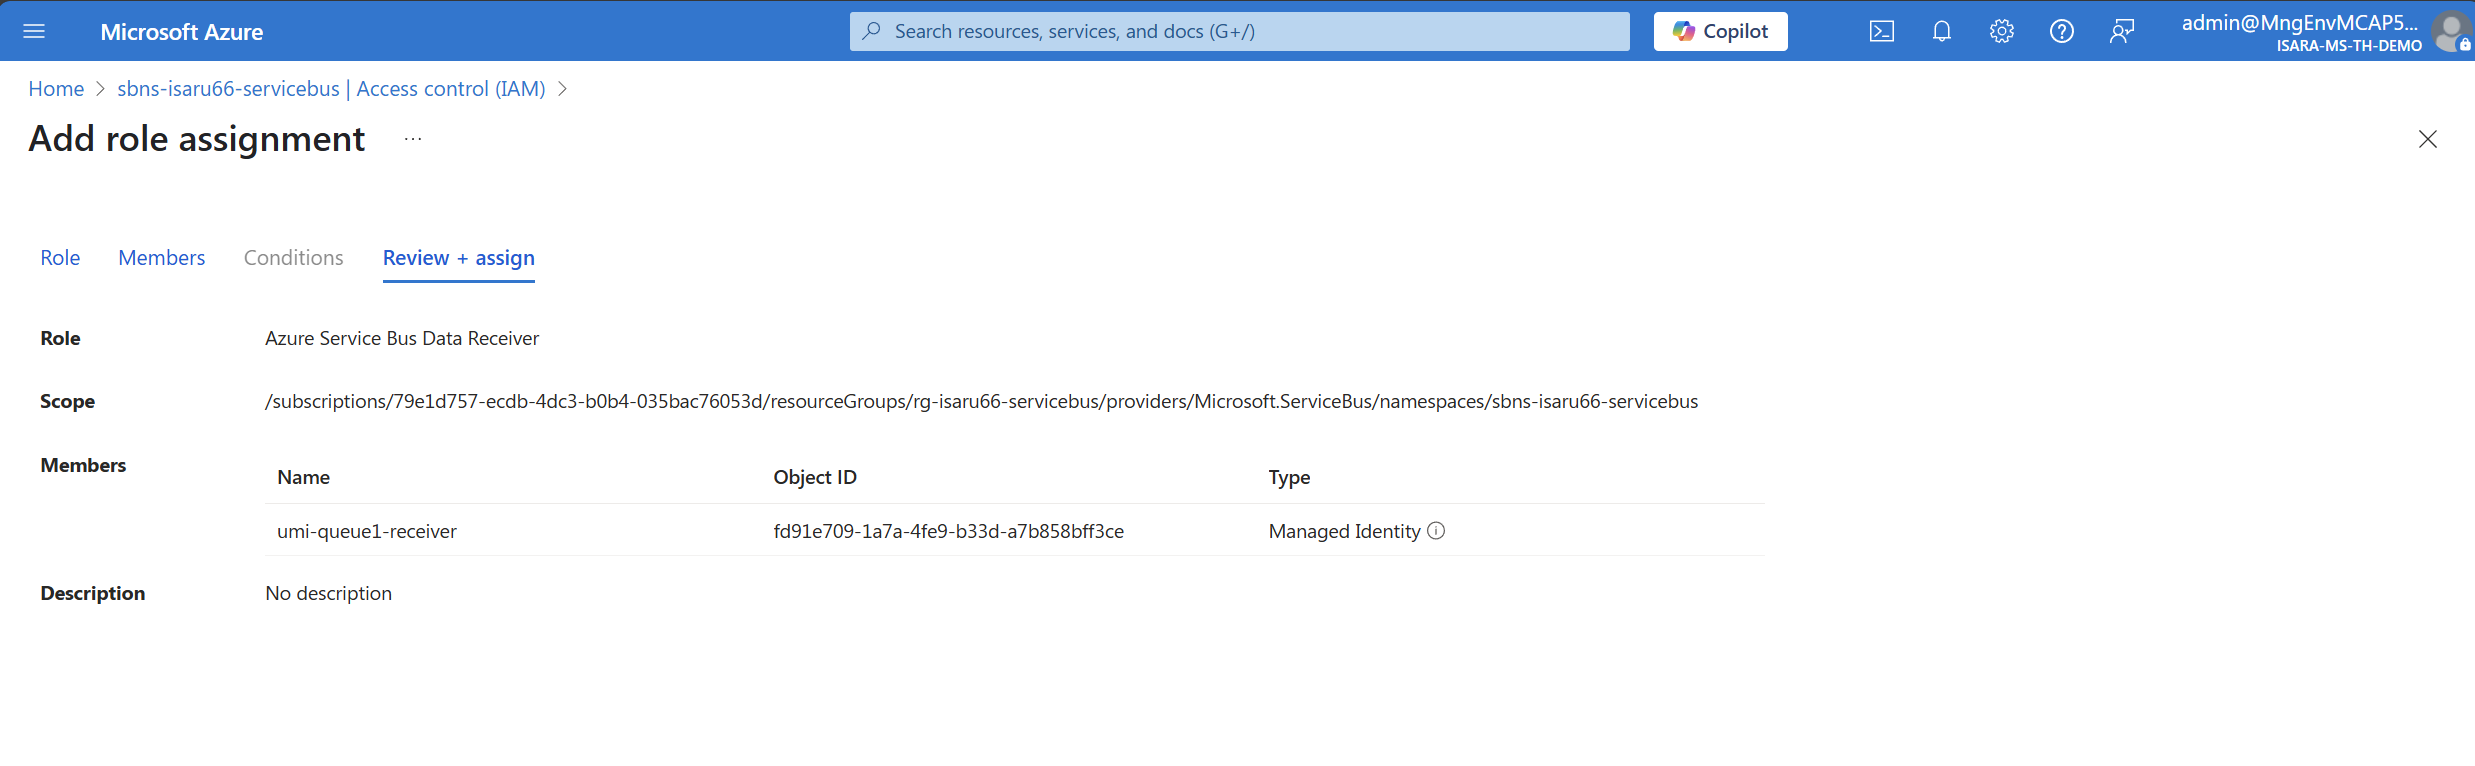 Microsoft Azure
Search resources, services, and docs (G+/)
Copilot
admin@MngEnvMCAP5...
ISARA-MS-TH-DEMO
Home > sbns-isaru66-servicebus | Access control (IAM) >
Add role assignment ...
Role Members Conditions Review + assign
Role Azure Service Bus Data Receiver
Scope /subscriptions/79e1d757-ecdb-4dc3-b0b4-035bac76053d/resourceGroups/rg-isaru66-servicebus/providers/Microsoft.ServiceBus/namespaces/sbns-isaru66-servicebus
Members
Name Object ID Type
umi-queue1-receiver fd91e709-1a7a-4fe9-b33d-a7b858bff3ce Managed Identity
Description No description